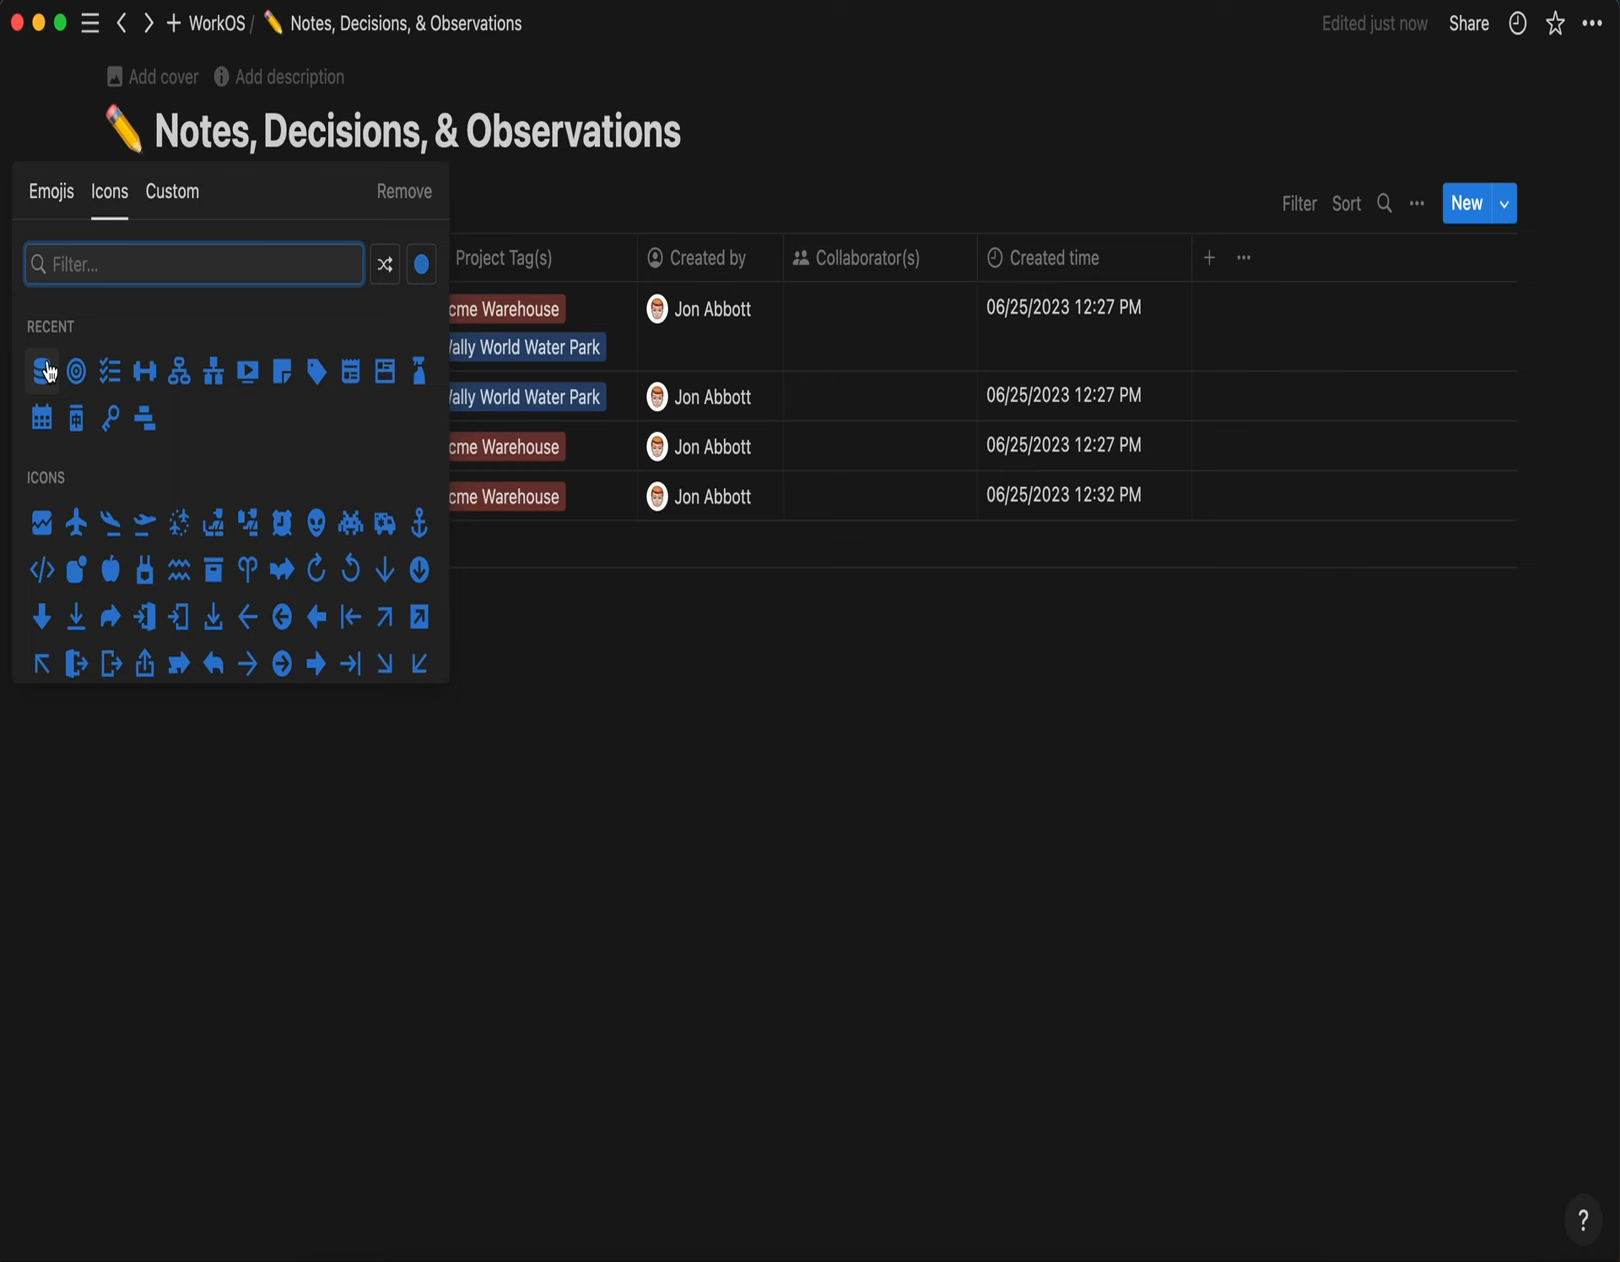 WorkOS / Notes, Decisions, & Observations
Edited just now Share
Add cover Add description
Notes, Decisions, & Observations
Emojis Icons Custom Remove
Filter Sort New
Filter...
Project Tag(s) Created by Collaborator(s) Created time
RECENT
cme Warehouse Jon Abbott 06/25/2023 12:27 PM
ally World Water Park
ally World Water Park Jon Abbott 06/25/2023 12:27 PM
cme Warehouse Jon Abbott 06/25/2023 12:27 PM
ICONS
cme Warehouse Jon Abbott 06/25/2023 12:32 PM
?